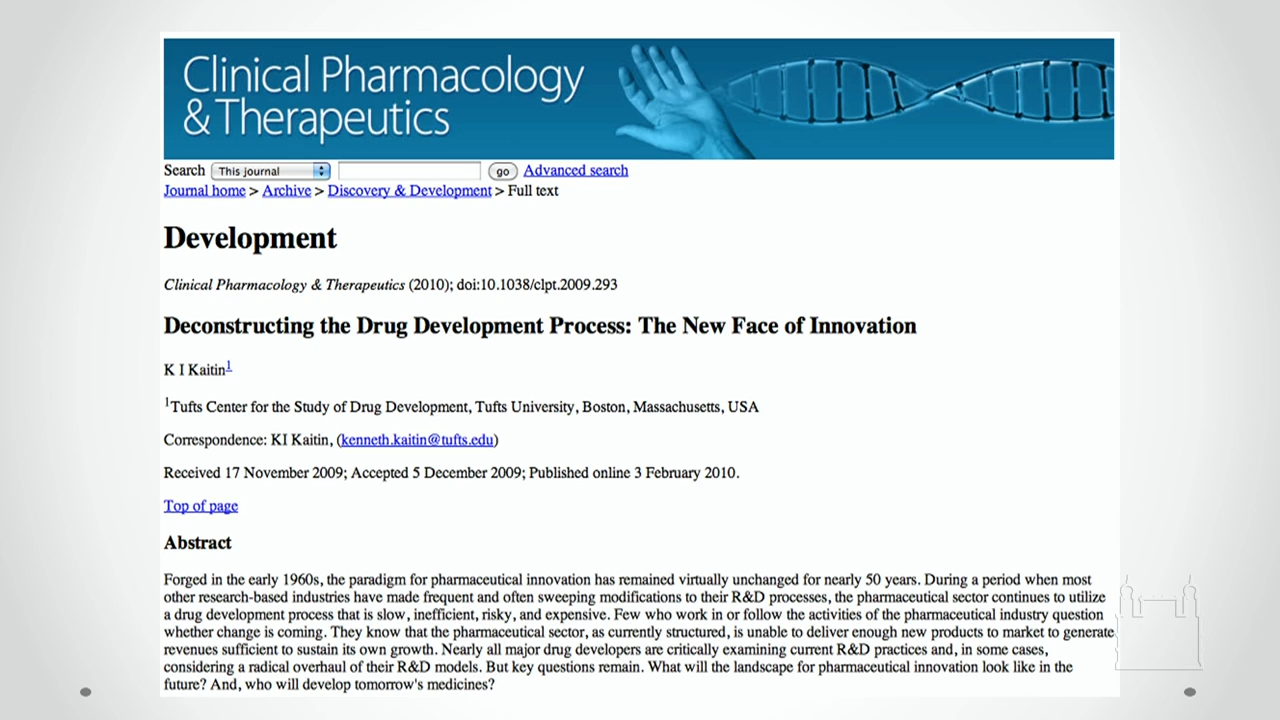 Clinical Pharmacology
& Therapeutics
Search This journal go Advanced search
Journal home > Archive > Discovery & Development > Full text
Development
Clinical Pharmacology & Therapeutics (2010); doi:10.1038/clpt.2009.293
Deconstructing the Drug Development Process: The New Face of Innovation
K I Kaitin1
1Tufts Center for the Study of Drug Development, Tufts University, Boston, Massachusetts, USA
Correspondence: KI Kaitin, (kenneth.kaitin@tufts.edu)
Received 17 November 2009; Accepted 5 December 2009; Published online 3 February 2010.
Top of page
Abstract
Forged in the early 1960s, the paradigm for pharmaceutical innovation has remained virtually unchanged for nearly 50 years. During a period when most
other research-based industries have made frequent and often sweeping modifications to their R&D processes, the pharmaceutical sector continues to utilize
a drug development process that is slow, inefficient, risky, and expensive. Few who work in or follow the activities of the pharmaceutical industry question
whether change is coming. They know that the pharmaceutical sector, as currently structured, is unable to deliver enough new products to market to generate
revenues sufficient to sustain its own growth. Nearly all major drug developers are critically examining current R&D practices and, in some cases,
considering a radical overhaul of their R&D models. But key questions remain. What will the landscape for pharmaceutical innovation look like in the
future? And, who will develop tomorrow's medicines?